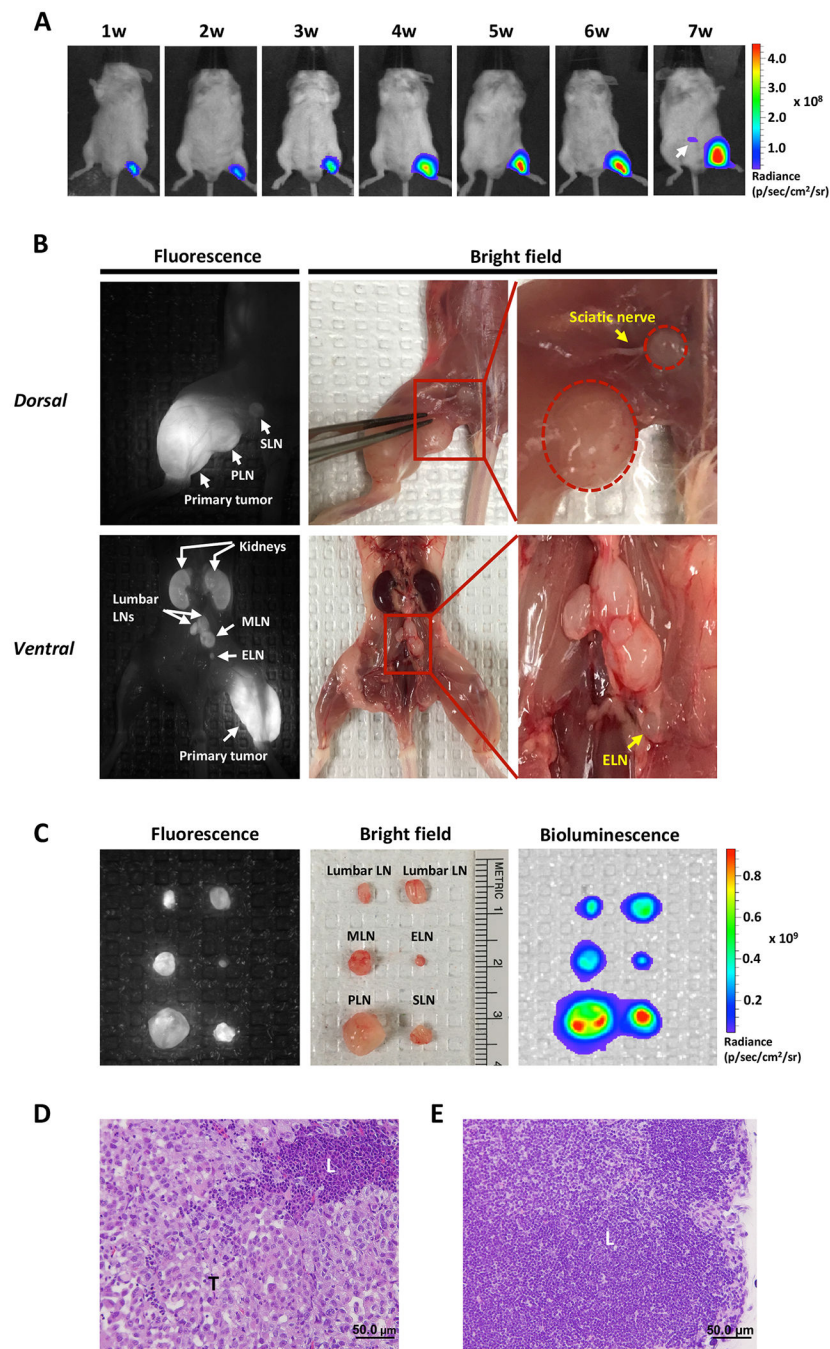 A
1w 2w 3w 4w 5w 6w 7w
4.0
3.0
2.0
1.0
x 10⁸
Radiance
(p/sec/cm²/sr)
B
Fluorescence Bright field
Dorsal
SLN
PLN
Primary tumor
Sciatic nerve
Ventral
Kidneys
Lumbar
LNs
MLN
ELN
Primary tumor
ELN
C
Fluorescence Bright field Bioluminescence
Lumbar LN Lumbar LN
MLN ELN
PLN SLN
METRIC 1
2
3
4
0.8
0.6
0.4
0.2
x 10⁹
Radiance
(p/sec/cm²/sr)
D E
L
T
50.0 µm
L
50.0 µm